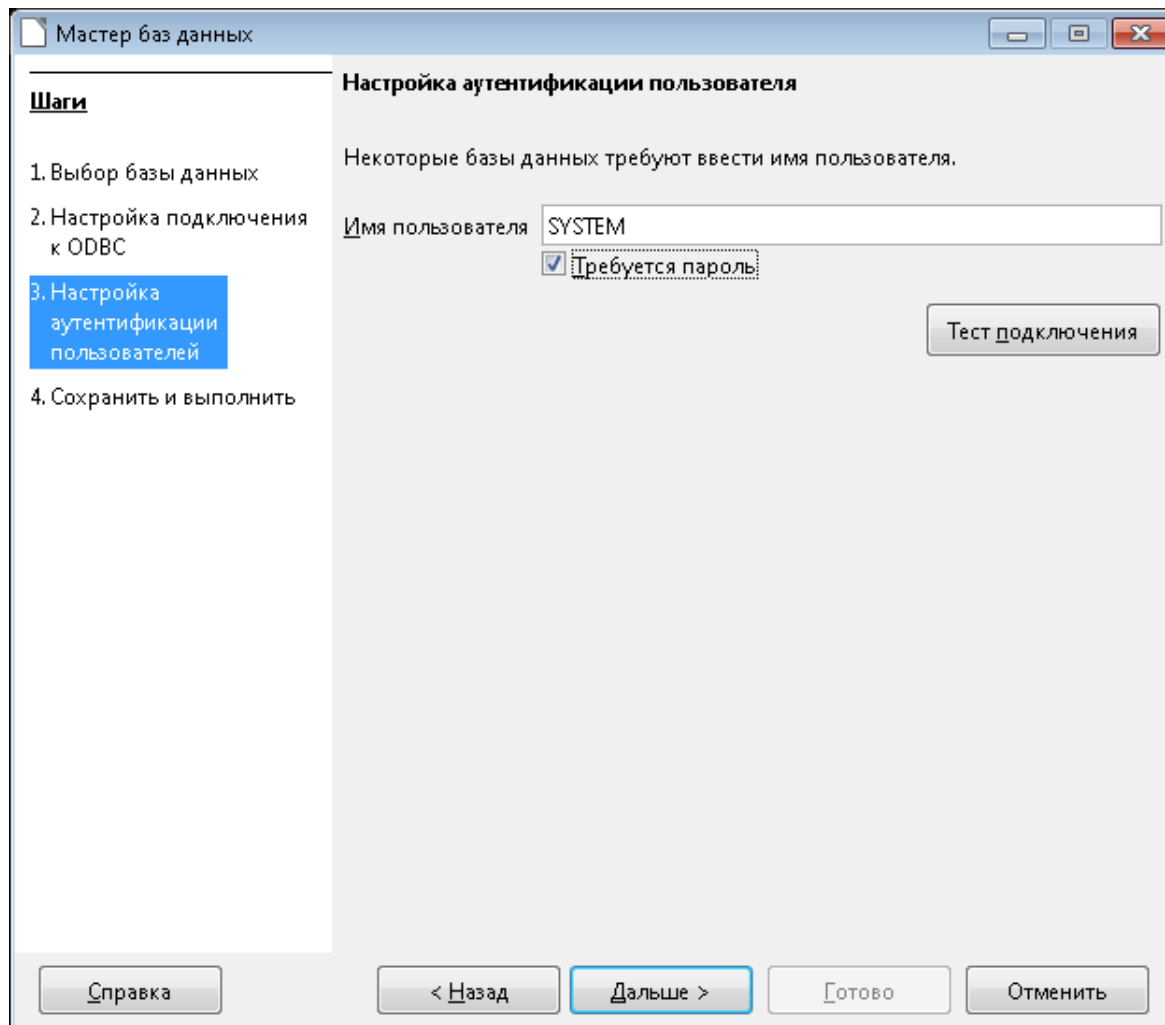 Мастер баз данных
Шаги
1. Выбор базы данных
2. Настройка подключения
к ODBC
3. Настройка
аутентификации
пользователей
4. Сохранить и выполнить
Настройка аутентификации пользователя
Некоторые базы данных требуют ввести имя пользователя.
Имя пользователя SYSTEM
Требуется пароль
Тест подключения
Справка < Назад Дальше > Готово Отменить